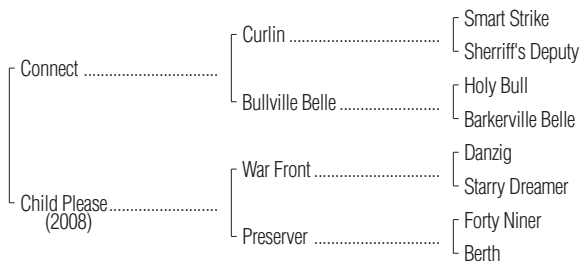 Smart Strike
Curlin
Sherriff's Deputy
Connect
Holy Bull
Bullville Belle
Barkerville Belle
Danzig
War Front
Starry Dreamer
Child Please
(2008)
Forty Niner
Preserver
Berth